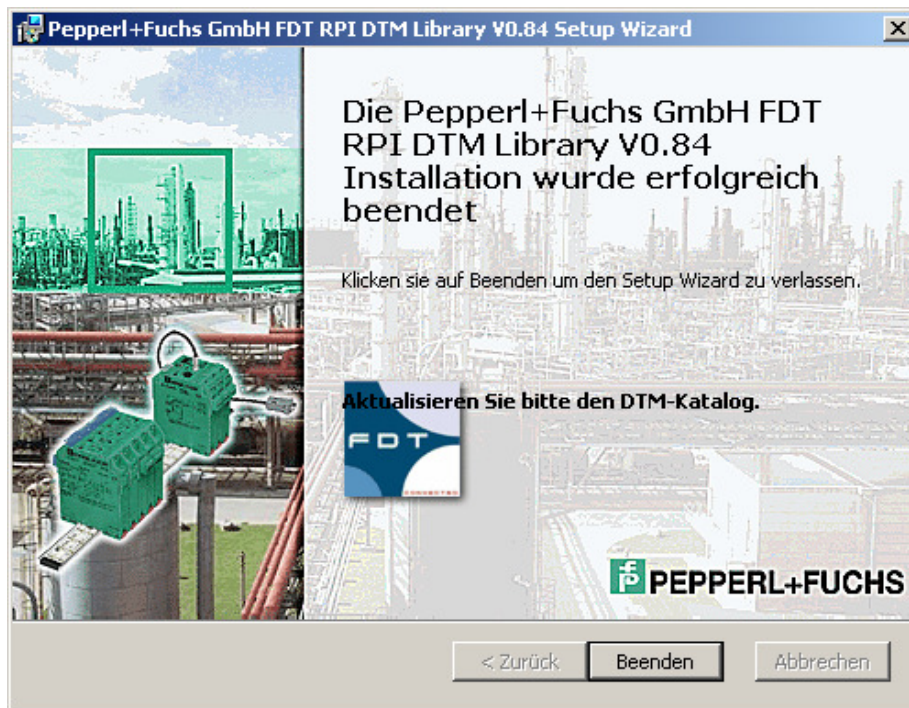 Pepperl+Fuchs GmbH FDT RPI DTM Library V0.84 Setup Wizard
Die Pepperl+Fuchs GmbH FDT
RPI DTM Library V0.84
Installation wurde erfolgreich
beendet
Klicken sie auf Beenden um den Setup Wizard zu verlassen.
Aktualisieren Sie bitte den DTM-Katalog.
FDT
CONNECTED
PEPPERL+FUCHS
< Zurück
Beenden
Abbrechen